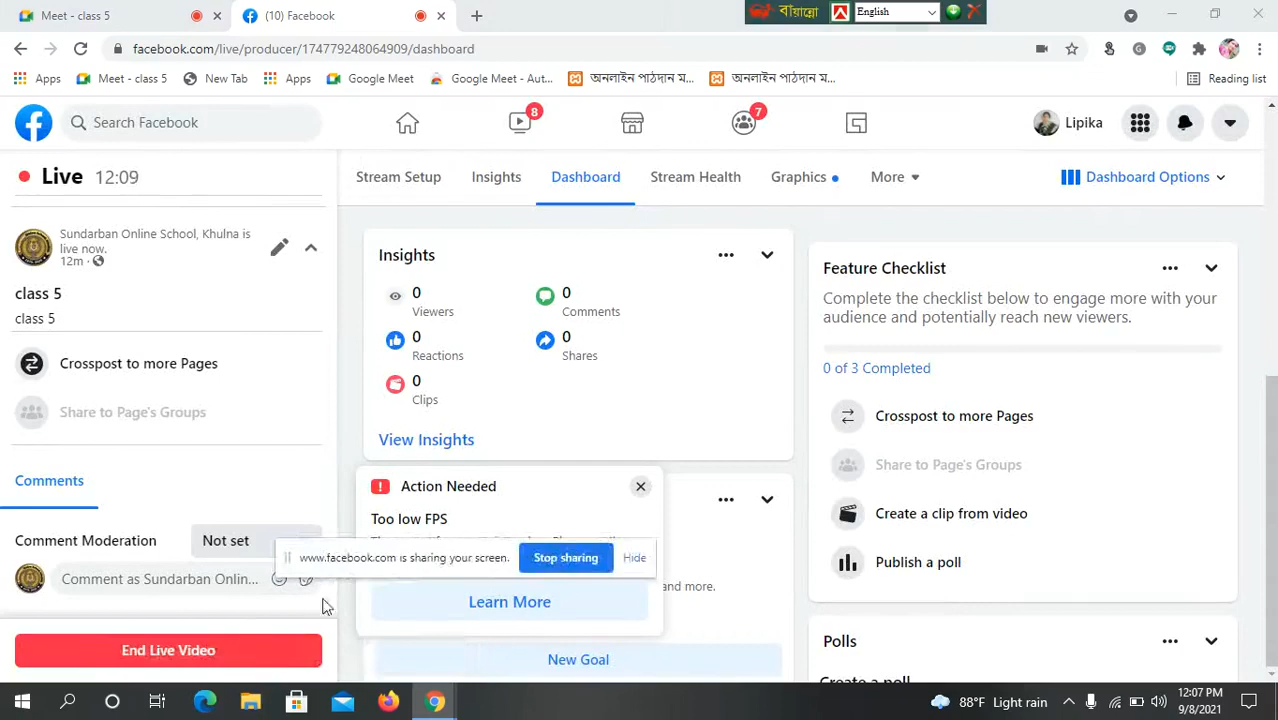 Meet - class 5
(10) Facebook
বায়ান্নো
English
facebook.com/live/producer/174779248064909/dashboard
Apps
Meet - class 5
New Tab
Apps
Google Meet
Google Meet - Aut...
অনলাইন পাঠদান ম...
অনলাইন পাঠদান ম...
Reading list
Search Facebook
8
7
Lipika
Live 12:09
Stream Setup
Insights
Dashboard
Stream Health
Graphics
More
Dashboard Options
Sundarban Online School, Khulna is
live now.
12m
class 5
class 5
Crosspost to more Pages
Share to Page's Groups
Comments
Comment Moderation
Not set
Comment as Sundarban Onlin...
End Live Video
Insights
0
Viewers
0
Comments
0
Reactions
0
Shares
0
Clips
View Insights
Action Needed
Too low FPS
www.facebook.com is sharing your screen.
Stop sharing
Hide
and more.
Learn More
New Goal
Feature Checklist
Complete the checklist below to engage more with your
audience and potentially reach new viewers.
0 of 3 Completed
Crosspost to more Pages
Share to Page's Groups
Create a clip from video
Publish a poll
Polls
Create a poll
88°F Light rain
12:07 PM
9/8/2021